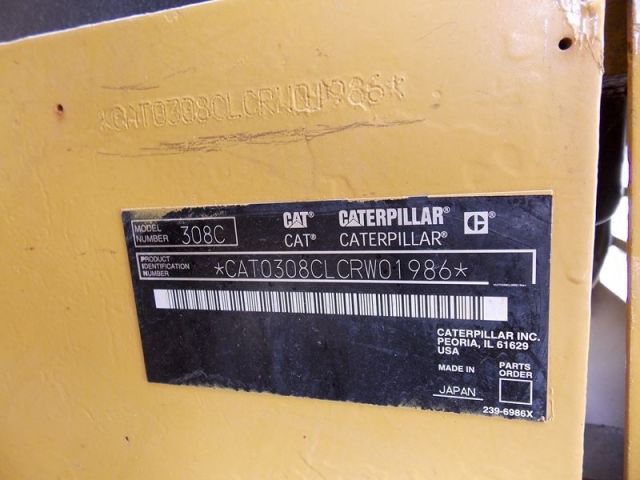 *CAT0308CLCRW01986*
MODEL NUMBER 308C
CAT® CATERPILLAR®
CAT® CATERPILLAR®
PRODUCT IDENTIFICATION NUMBER *CAT0308CLCRW01986*
CATERPILLAR INC.
PEORIA, IL 61629
USA
MADE IN
JAPAN
PARTS ORDER
239-6986X